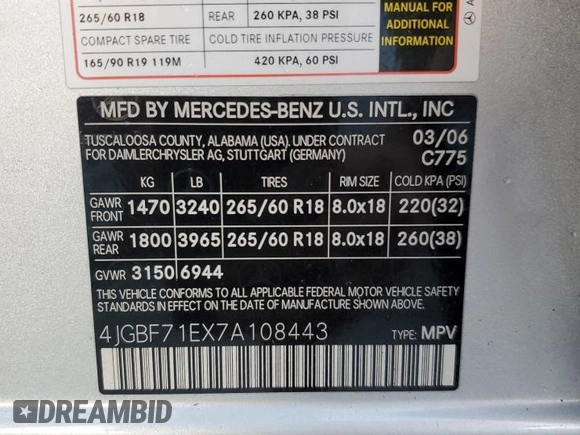 265/60 R18 REAR 260 KPA, 38 PSI
COMPACT SPARE TIRE COLD TIRE INFLATION PRESSURE
165/90 R19 119M 420 KPA, 60 PSI
MANUAL FOR
ADDITIONAL
INFORMATION
MFD BY MERCEDES-BENZ U.S. INTL., INC
TUSCALOOSA COUNTY, ALABAMA (USA). UNDER CONTRACT 03/06
FOR DAIMLERCHRYSLER AG, STUTTGART (GERMANY) C775
KG LB TIRES RIM SIZE COLD KPA (PSI)
GAWR FRONT 1470 3240 265/60 R18 8.0x18 220(32)
GAWR REAR 1800 3965 265/60 R18 8.0x18 260(38)
GVWR 3150 6944
THIS VEHICLE CONFORMS TO ALL APPLICABLE FEDERAL MOTOR VEHICLE SAFETY
STANDARDS IN EFFECT ON THE DATE OF MANUFACTURE SHOWN ABOVE.
4JGBF71EX7A108443 TYPE: MPV
DREAMBID